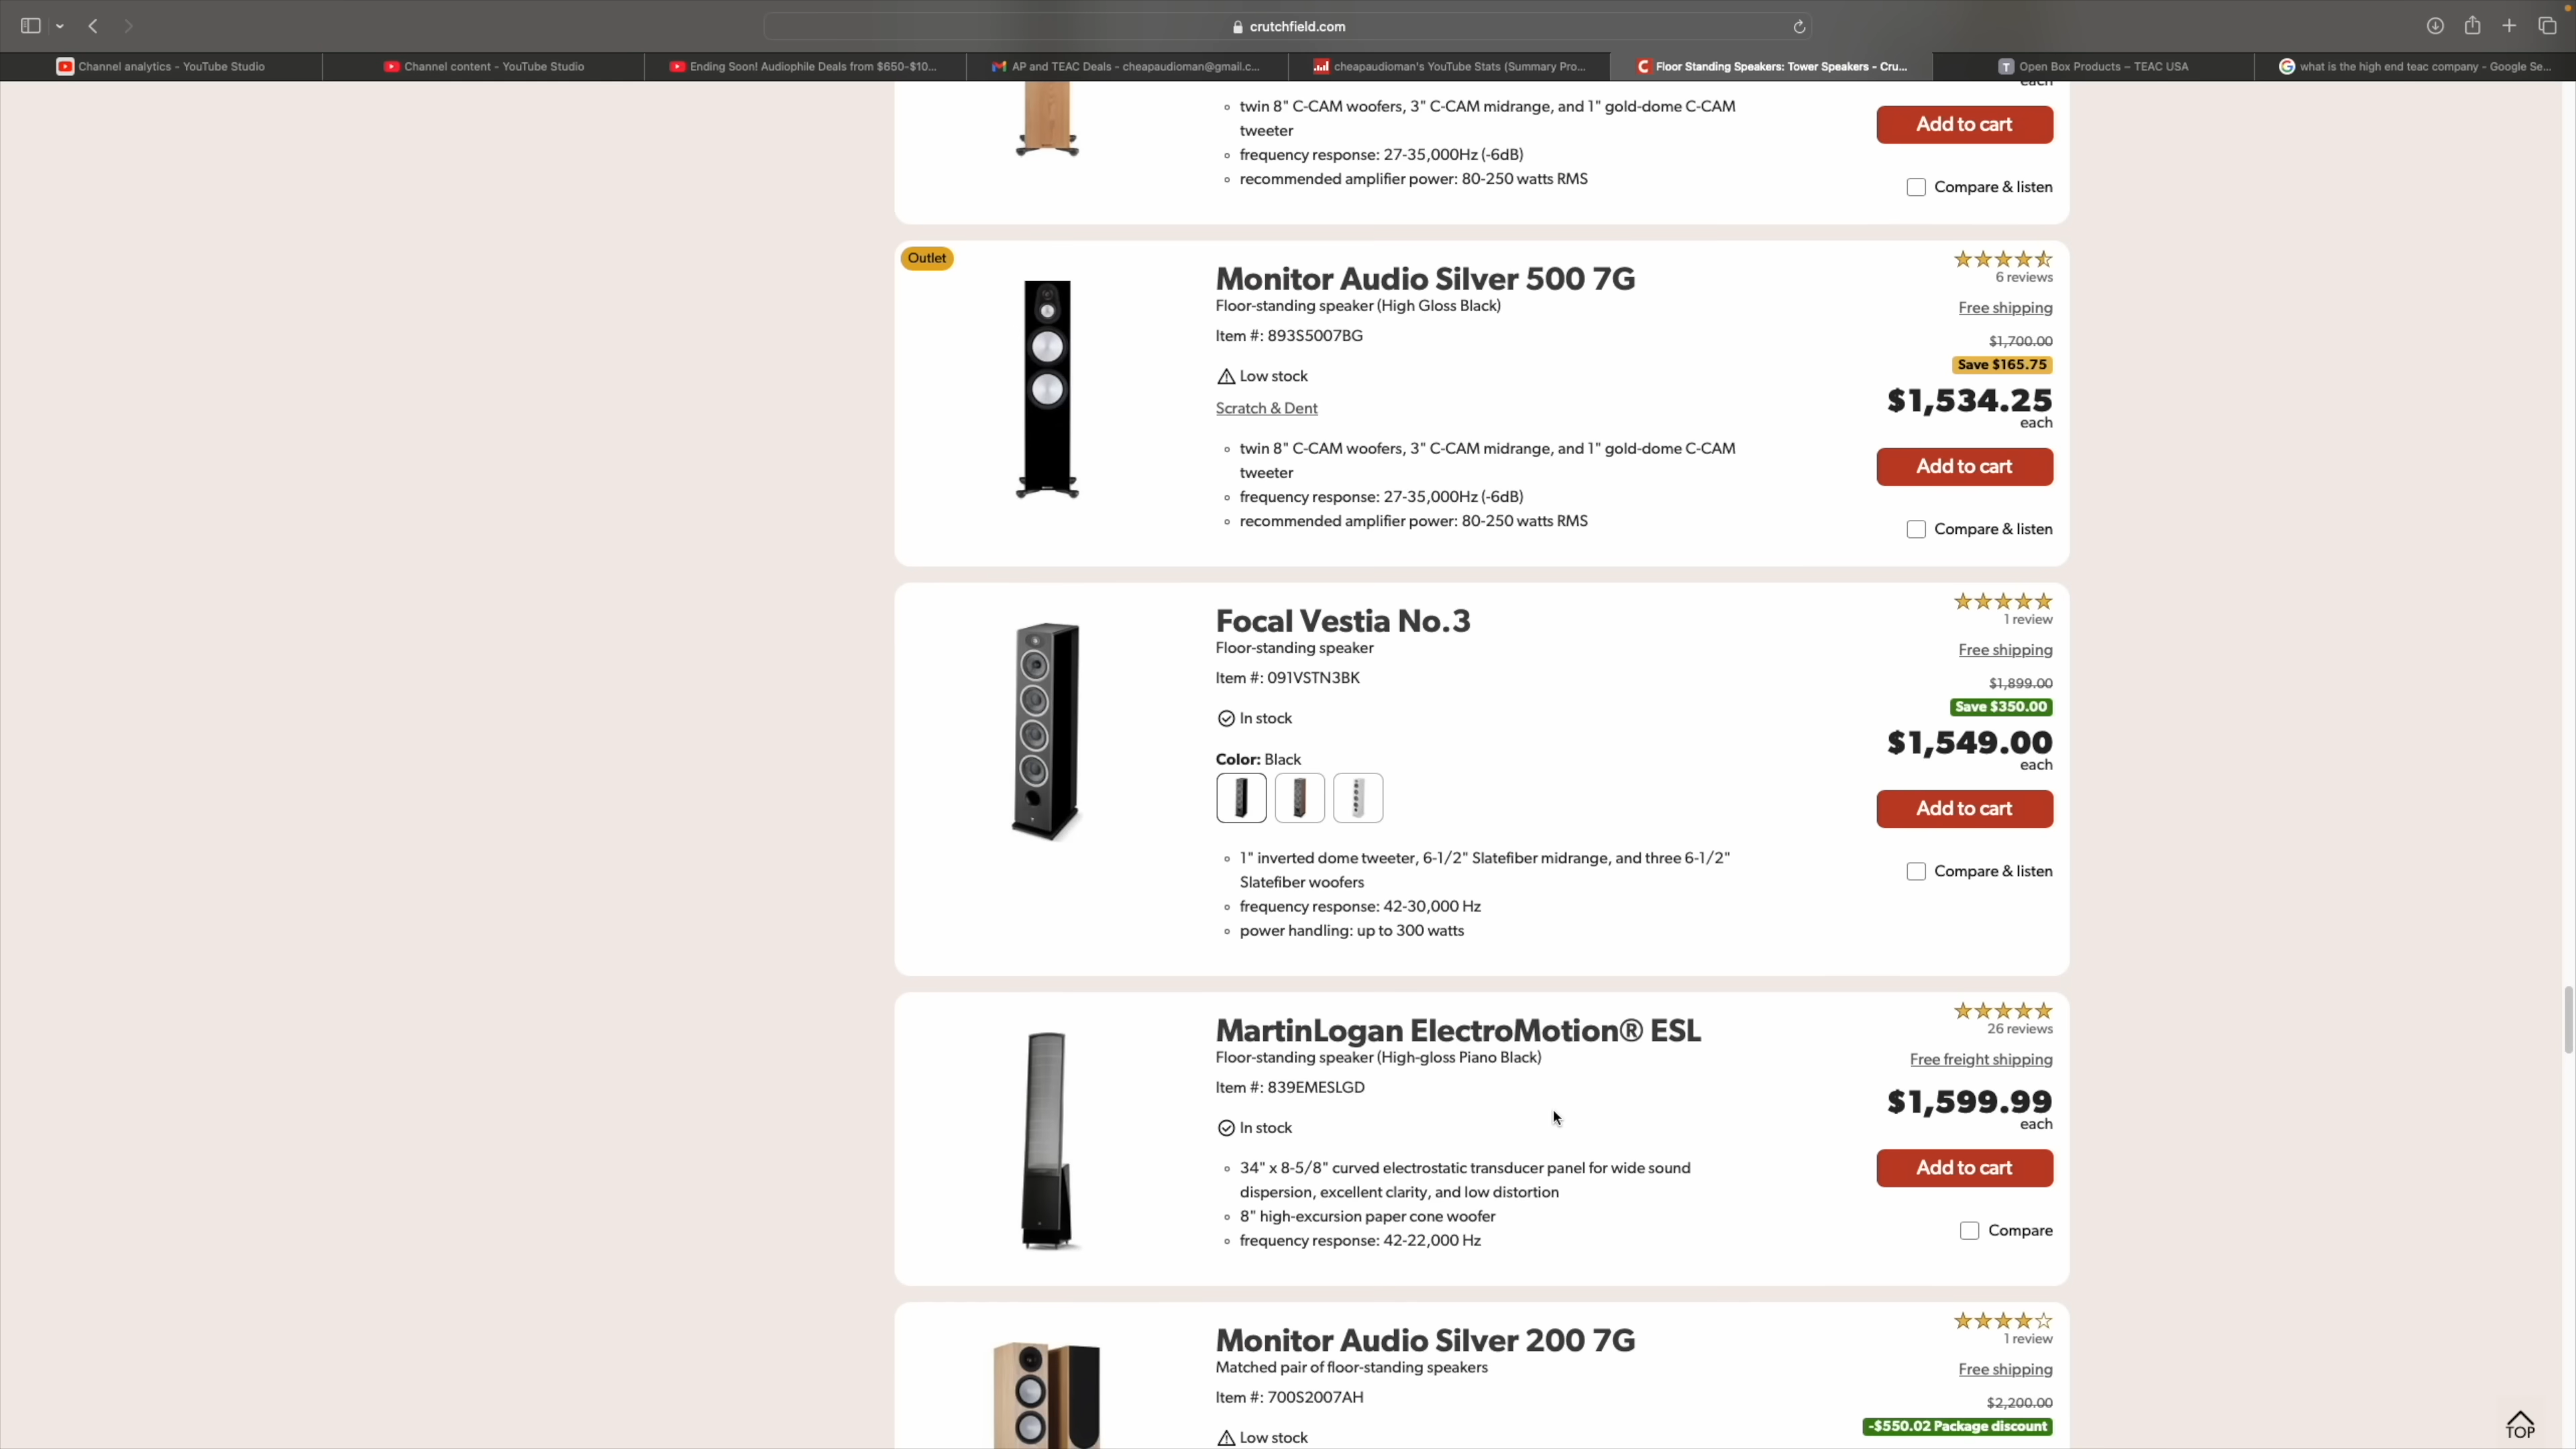 crutchfield.com
Channel analytics - YouTube Studio
Channel content - YouTube Studio
Ending Soon! Audiophile Deals from $650-$10...
AP and TEAC Deals - cheapaudioman@gmail.c...
cheapaudioman's YouTube Stats (Summary Pro...
Floor Standing Speakers: Tower Speakers - Cru...
Open Box Products – TEAC USA
what is the high end teac company - Google Se...
each
twin 8" C-CAM woofers, 3" C-CAM midrange, and 1" gold-dome C-CAM
tweeter
frequency response: 27-35,000Hz (-6dB)
recommended amplifier power: 80-250 watts RMS
Add to cart
Compare & listen
Outlet
Monitor Audio Silver 500 7G
Floor-standing speaker (High Gloss Black)
Item #: 893S5007BG
Low stock
Scratch & Dent
twin 8" C-CAM woofers, 3" C-CAM midrange, and 1" gold-dome C-CAM
tweeter
frequency response: 27-35,000Hz (-6dB)
recommended amplifier power: 80-250 watts RMS
6 reviews
Free shipping
$1,700.00
Save $165.75
$1,534.25
each
Add to cart
Compare & listen
Focal Vestia No.3
Floor-standing speaker
Item #: 091VSTN3BK
In stock
Color: Black
1" inverted dome tweeter, 6-1/2" Slatefiber midrange, and three 6-1/2"
Slatefiber woofers
frequency response: 42-30,000 Hz
power handling: up to 300 watts
1 review
Free shipping
$1,899.00
Save $350.00
$1,549.00
each
Add to cart
Compare & listen
MartinLogan ElectroMotion® ESL
Floor-standing speaker (High-gloss Piano Black)
Item #: 839EMESLGD
In stock
34" x 8-5/8" curved electrostatic transducer panel for wide sound
dispersion, excellent clarity, and low distortion
8" high-excursion paper cone woofer
frequency response: 42-22,000 Hz
26 reviews
Free freight shipping
$1,599.99
each
Add to cart
Compare
Monitor Audio Silver 200 7G
Matched pair of floor-standing speakers
Item #: 700S2007AH
Low stock
1 review
Free shipping
$2,200.00
-$550.02 Package discount
TOP